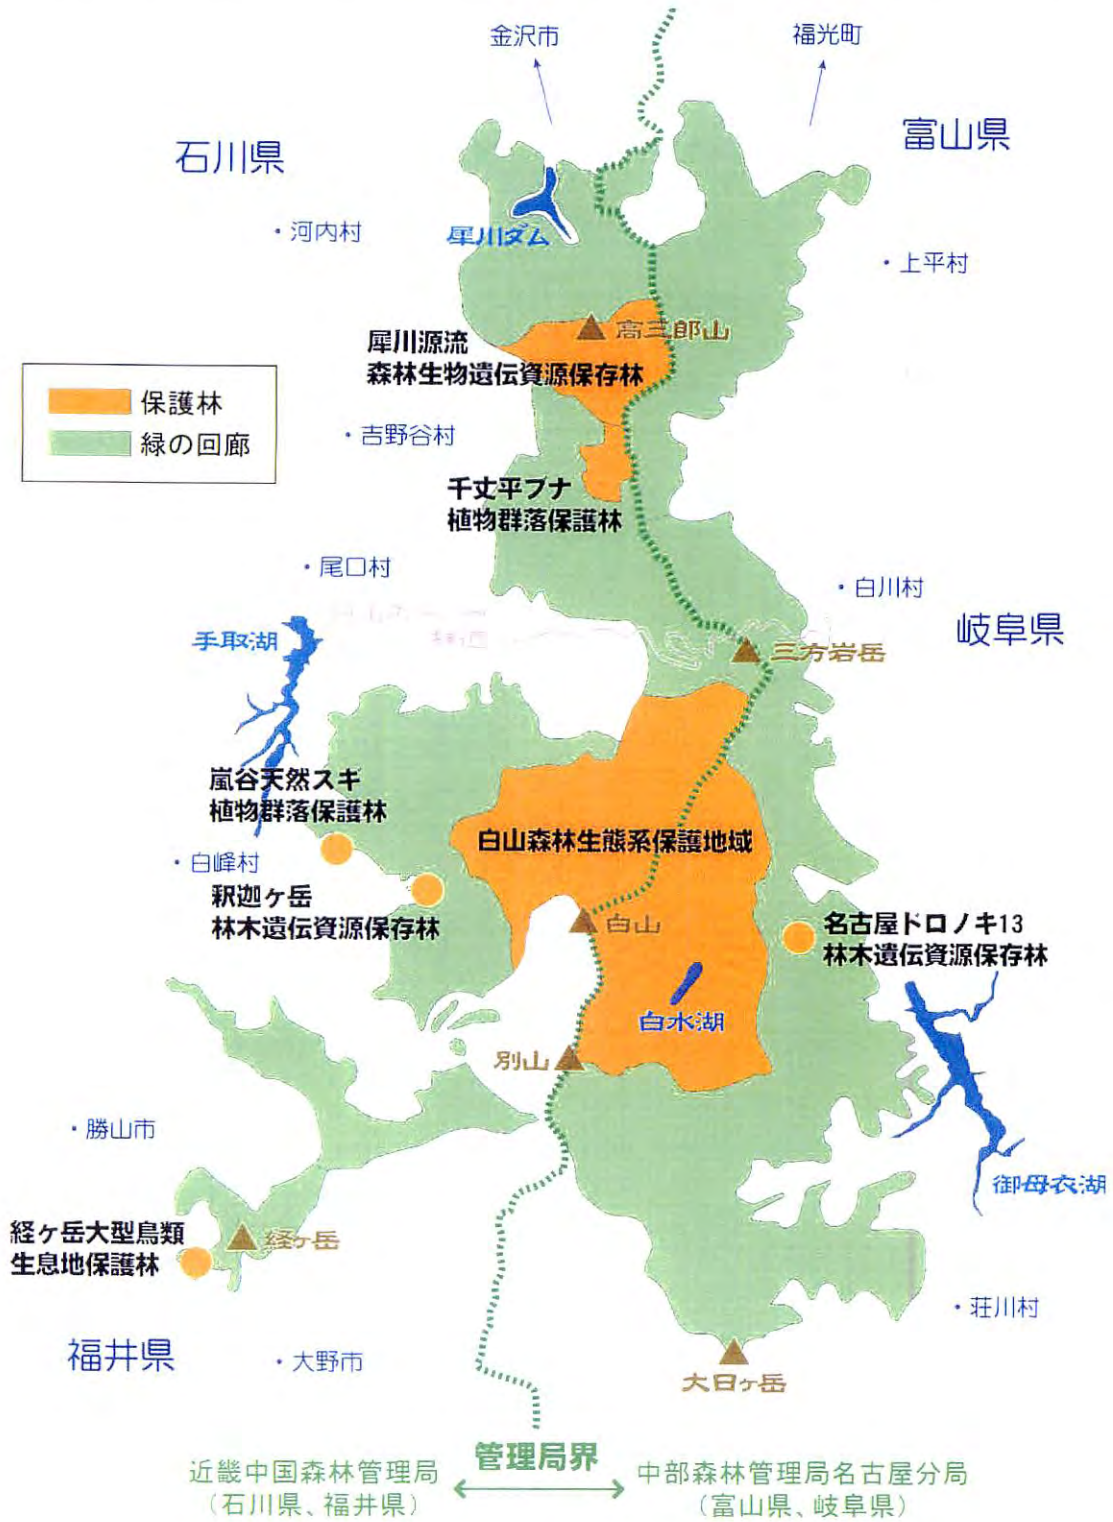 金沢市
福光町
石川県
富山県
・河内村
犀川ダム
・上平村
高三郎山
犀川源流
森林生物遺伝資源保存林
保護林
緑の回廊
・吉野谷村
千丈平ブナ
植物群落保護林
・尾口村
・白川村
手取湖
岐阜県
三方岩岳
嵐谷天然スギ
植物群落保護林
白山森林生態系保護地域
・白峰村
釈迦ヶ岳
林木遺伝資源保存林
白山
名古屋ドロノキ13
林木遺伝資源保存林
白水湖
別山
・勝山市
御母衣湖
経ヶ岳大型鳥類
生息地保護林
経ヶ岳
・荘川村
福井県
・大野市
大日ヶ岳
管理局界
近畿中国森林管理局
(石川県、福井県)
中部森林管理局名古屋分局
(富山県、岐阜県)